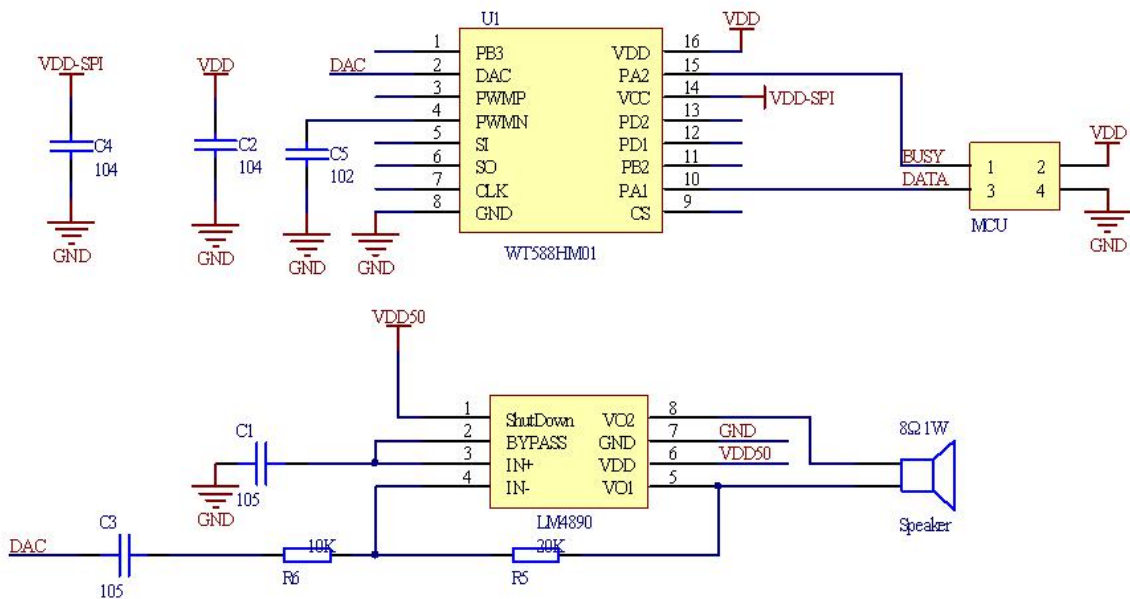 U1
VDD
1 PB3 VDD 16
DAC 2 DAC PA2 15
3 PWMP VCC 14 VDD-SPI
4 PWMN PD2 13
5 SI PD1 12
6 SO PB2 11
7 CLK PA1 10
8 GND CS 9
WT588HM01
VDD-SPI
C4
104
GND
VDD
C2
104
GND
C5
102
GND
GND
BUSY 1 2 VDD
DATA 3 4
MCU
GND
VDD50
1 ShutDown VO2 8
2 BYPASS GND 7 GND
3 IN+ VDD 6 VDD50
4 IN- VO1 5
LM4890
C1
105
GND
8Ω 1W
Speaker
DAC
C3
105
10K
R6
20K
R5